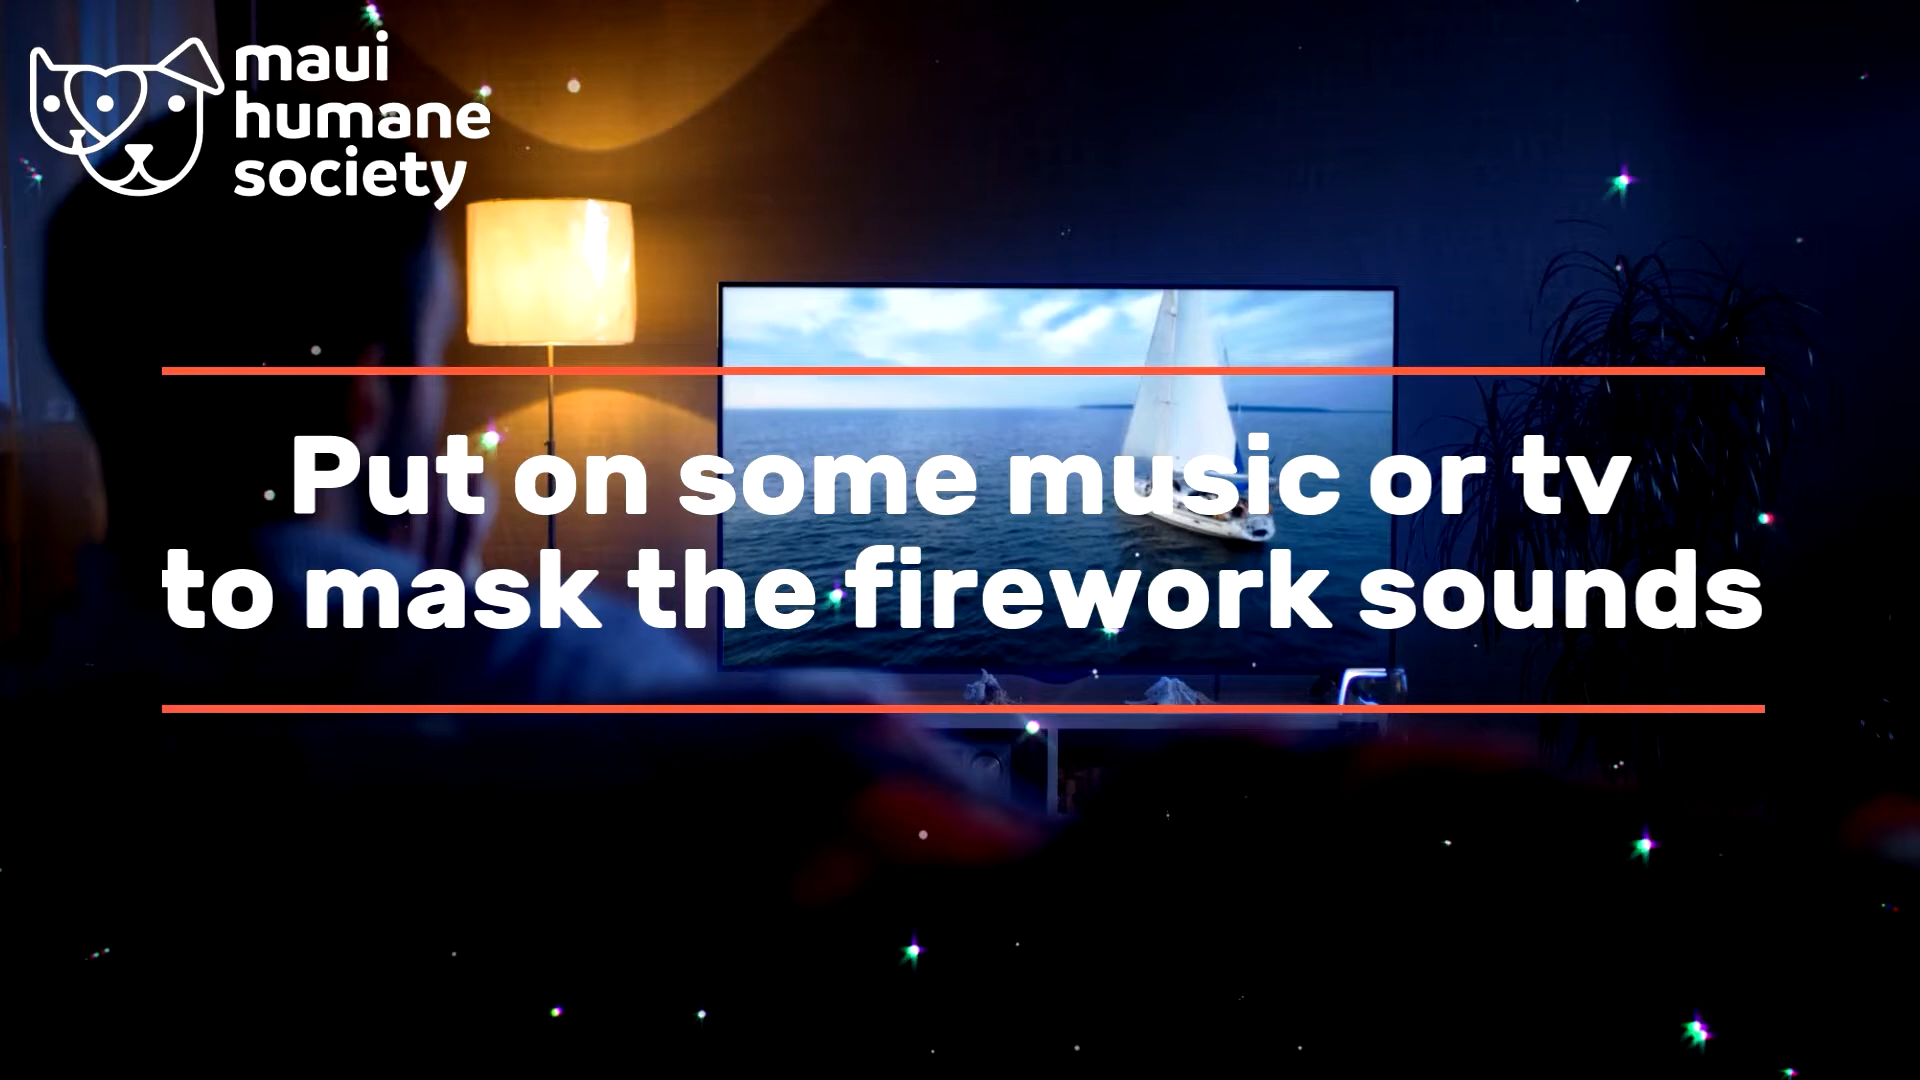 maui
humane
society
Put on some music or tv
to mask the firework sounds